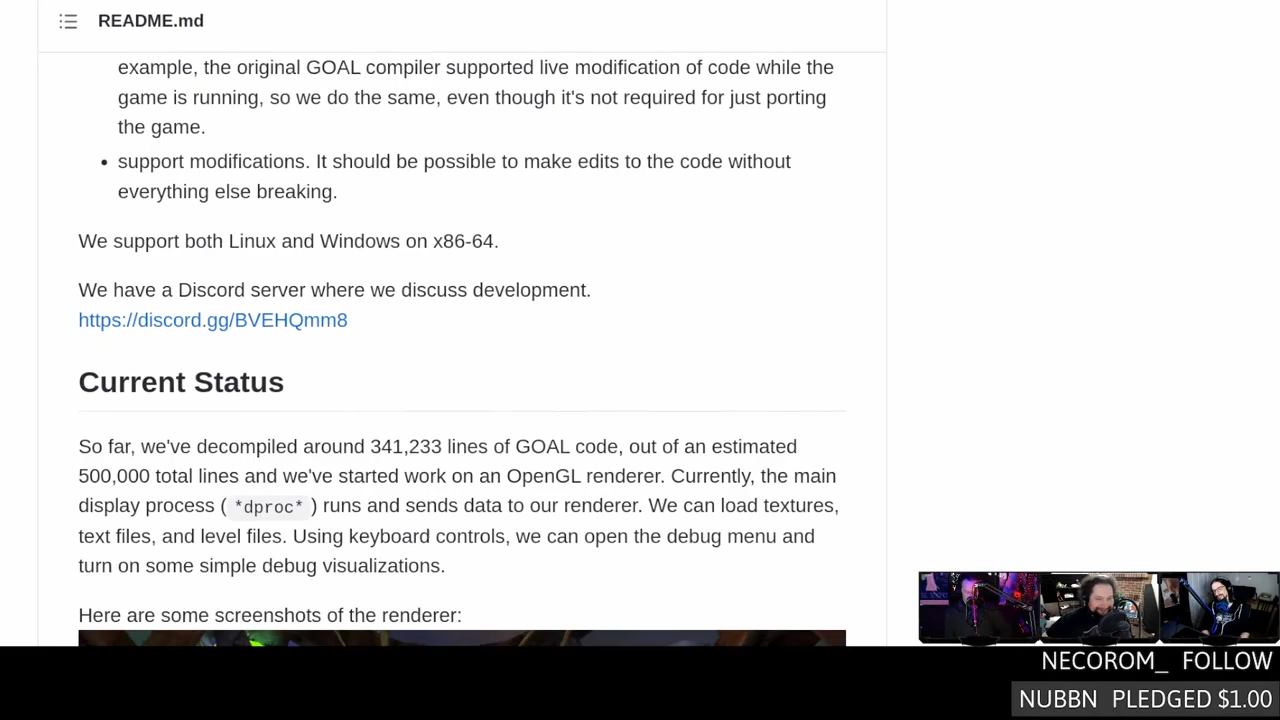 README.md
example, the original GOAL compiler supported live modification of code while the
game is running, so we do the same, even though it's not required for just porting
the game.
• support modifications. It should be possible to make edits to the code without
everything else breaking.
We support both Linux and Windows on x86-64.
We have a Discord server where we discuss development.
https://discord.gg/BVEHQmm8
Current Status
So far, we've decompiled around 341,233 lines of GOAL code, out of an estimated
500,000 total lines and we've started work on an OpenGL renderer. Currently, the main
display process ( *dproc* ) runs and sends data to our renderer. We can load textures,
text files, and level files. Using keyboard controls, we can open the debug menu and
turn on some simple debug visualizations.
Here are some screenshots of the renderer:
NECOROM_ FOLLOW
NUBBN PLEDGED $1.00